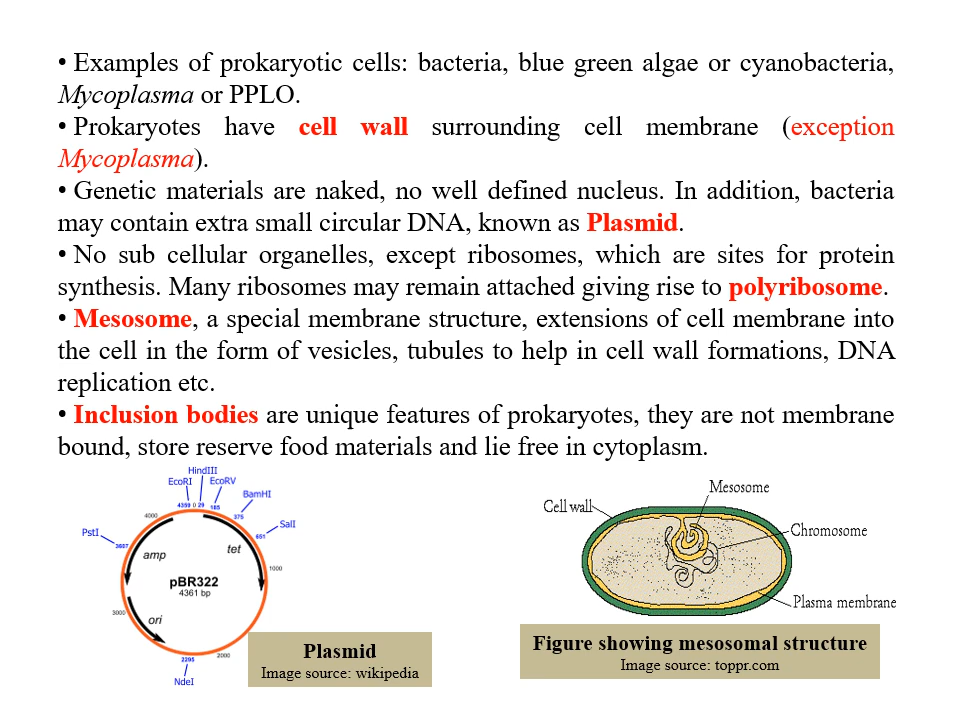 • Examples of prokaryotic cells: bacteria, blue green algae or cyanobacteria,
Mycoplasma or PPLO.
• Prokaryotes have cell wall surrounding cell membrane (exception
Mycoplasma).
• Genetic materials are naked, no well defined nucleus. In addition, bacteria
may contain extra small circular DNA, known as Plasmid.
• No sub cellular organelles, except ribosomes, which are sites for protein
synthesis. Many ribosomes may remain attached giving rise to polyribosome.
• Mesosome, a special membrane structure, extensions of cell membrane into
the cell in the form of vesicles, tubules to help in cell wall formations, DNA
replication etc.
• Inclusion bodies are unique features of prokaryotes, they are not membrane
bound, store reserve food materials and lie free in cytoplasm.
HindIII
EcoRI
EcoRV
BamHI
4359 0 29
185
375
SalI
651
4000
PstI
3607
amp
tet
1000
pBR322
4361 bp
3000
ori
2000
2295
NdeI
Plasmid
Image source: wikipedia
Mesosome
Cell wall
Chromosome
Plasma membrane
Figure showing mesosomal structure
Image source: toppr.com